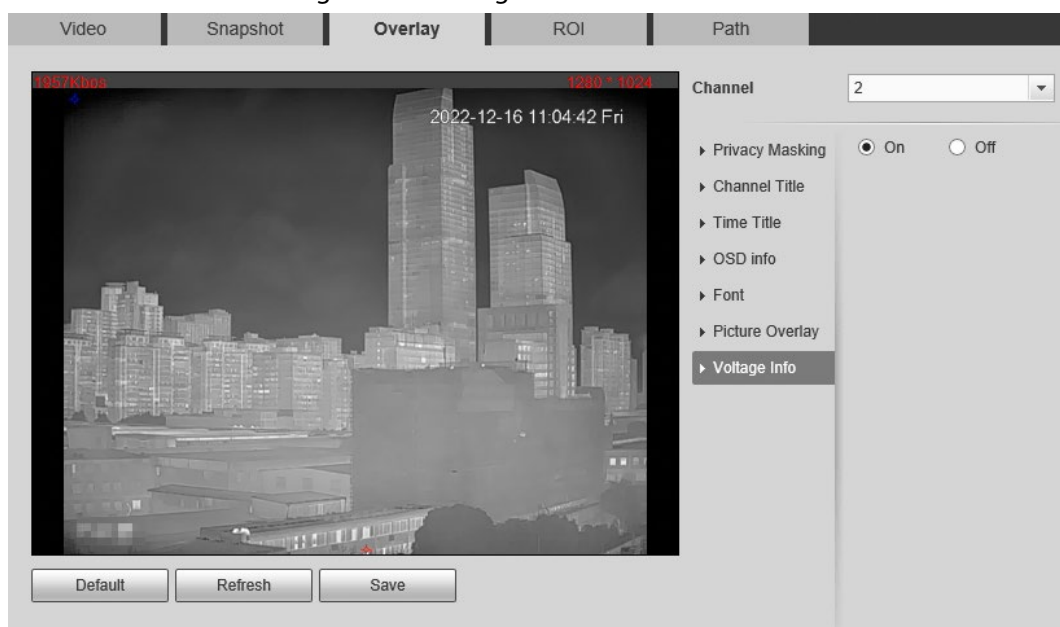 Video Snapshot Overlay ROI Path
1957Kbps 1280 * 1024
2022-12-16 11:04:42 Fri
Channel 2
Privacy Masking On Off
Channel Title
Time Title
OSD info
Font
Picture Overlay
Voltage Info
Default Refresh Save